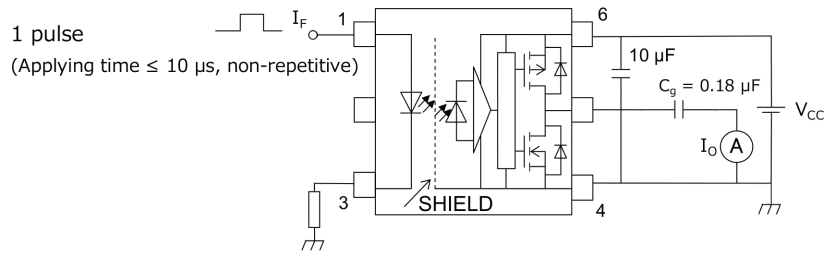 1 pulse
(Applying time ≤ 10 μs, non-repetitive)
I_F
1
3
SHIELD
6
4
10 μF
C_g = 0.18 μF
I_O
A
V_CC